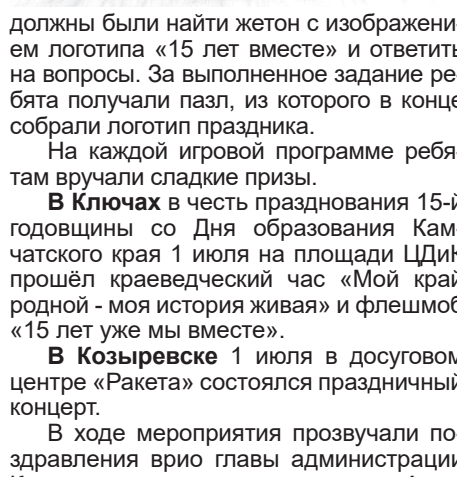 должны были найти жетон с изображени-
ем логотипа «15 лет вместе» и ответить
на вопросы. За выполненное задание ре-
бята получали пазл, из которого в конце
собрали логотип праздника.
На каждой игровой программе ребя-
там вручали сладкие призы.
В Ключах в честь празднования 15-й
годовщины со Дня образования Кам-
чатского края 1 июля на площади ЦДиК
прошёл краеведческий час «Мой край
родной - моя история живая» и флешмоб
«15 лет уже мы вместе».
В Козыревске 1 июля в досуговом
центре «Ракета» состоялся праздничный
концерт.
В ходе мероприятия прозвучали по-
здравления врио главы администрации